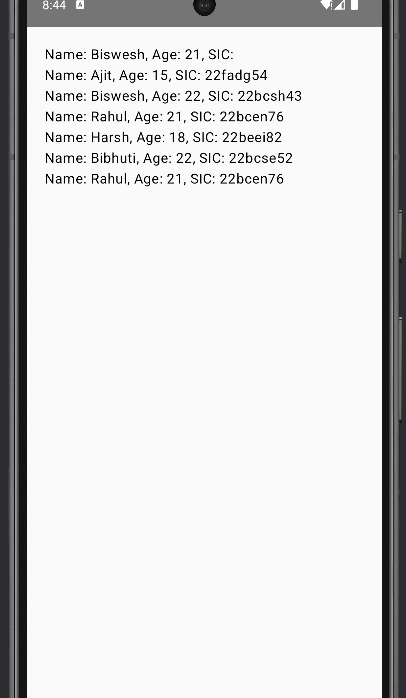 8:44
Name: Biswesh, Age: 21, SIC:
Name: Ajit, Age: 15, SIC: 22fadg54
Name: Biswesh, Age: 22, SIC: 22bcsh43
Name: Rahul, Age: 21, SIC: 22bcen76
Name: Harsh, Age: 18, SIC: 22beei82
Name: Bibhuti, Age: 22, SIC: 22bcse52
Name: Rahul, Age: 21, SIC: 22bcen76